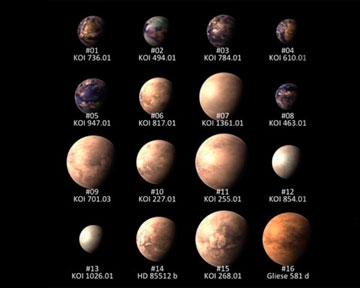 #01 #02 #03 #04
KOI 736.01 KOI 494.01 KOI 784.01 KOI 610.01
#05 #06 #07 #08
KOI 947.01 KOI 817.01 KOI 1361.01 KOI 463.01
#09 #10 #11 #12
KOI 701.03 KOI 227.01 KOI 255.01 KOI 854.01
#13 #14 #15 #16
KOI 1026.01 HD 85512 b KOI 268.01 Gliese 581 d